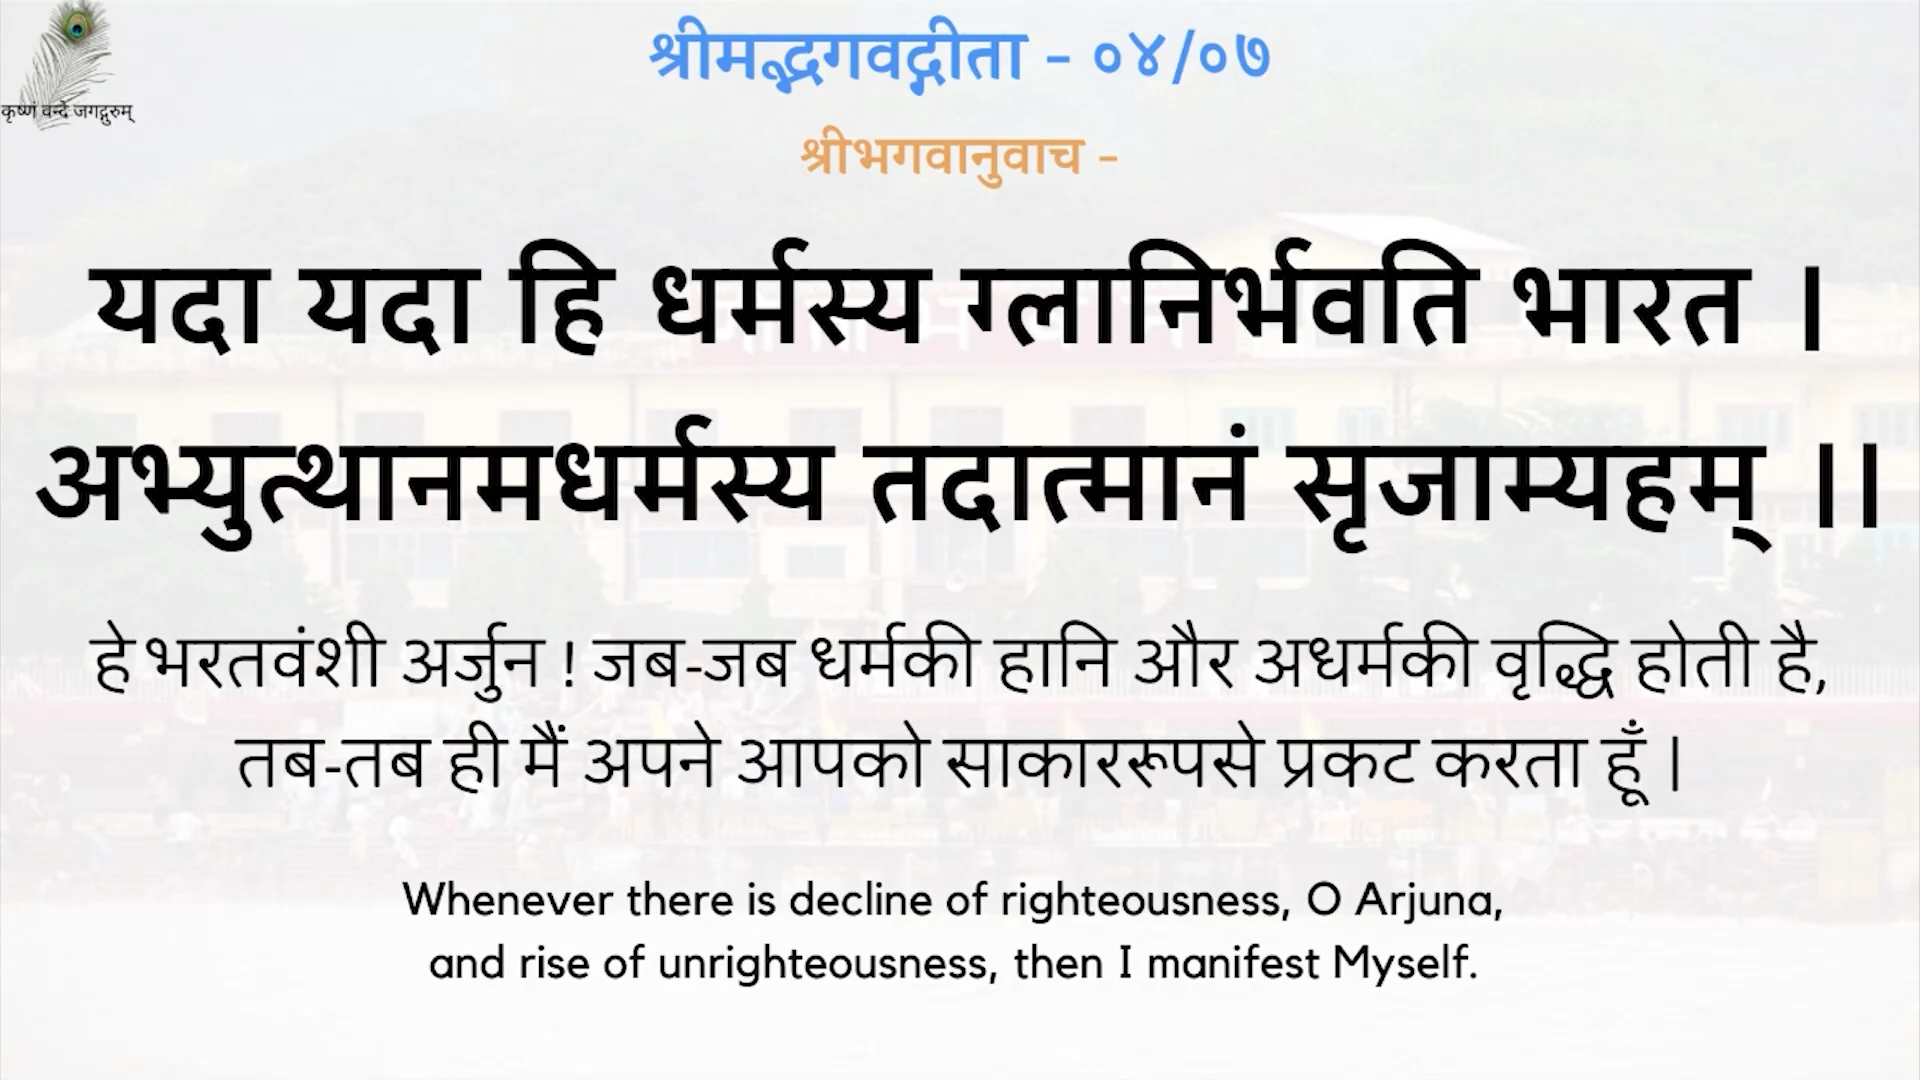 श्रीमद्भगवद्गीता - ०४/०७
कृष्णं वन्दे जगद्गुरुम्
श्रीभगवानुवाच -
यदा यदा हि धर्मस्य ग्लानिर्भवति भारत ।
अभ्युत्थानमधर्मस्य तदात्मानं सृजाम्यहम् ।।
हे भरतवंशी अर्जुन ! जब-जब धर्मकी हानि और अधर्मकी वृद्धि होती है,
तब-तब ही मैं अपने आपको साकाररूपसे प्रकट करता हूँ |
Whenever there is decline of righteousness, O Arjuna,
and rise of unrighteousness, then I manifest Myself.